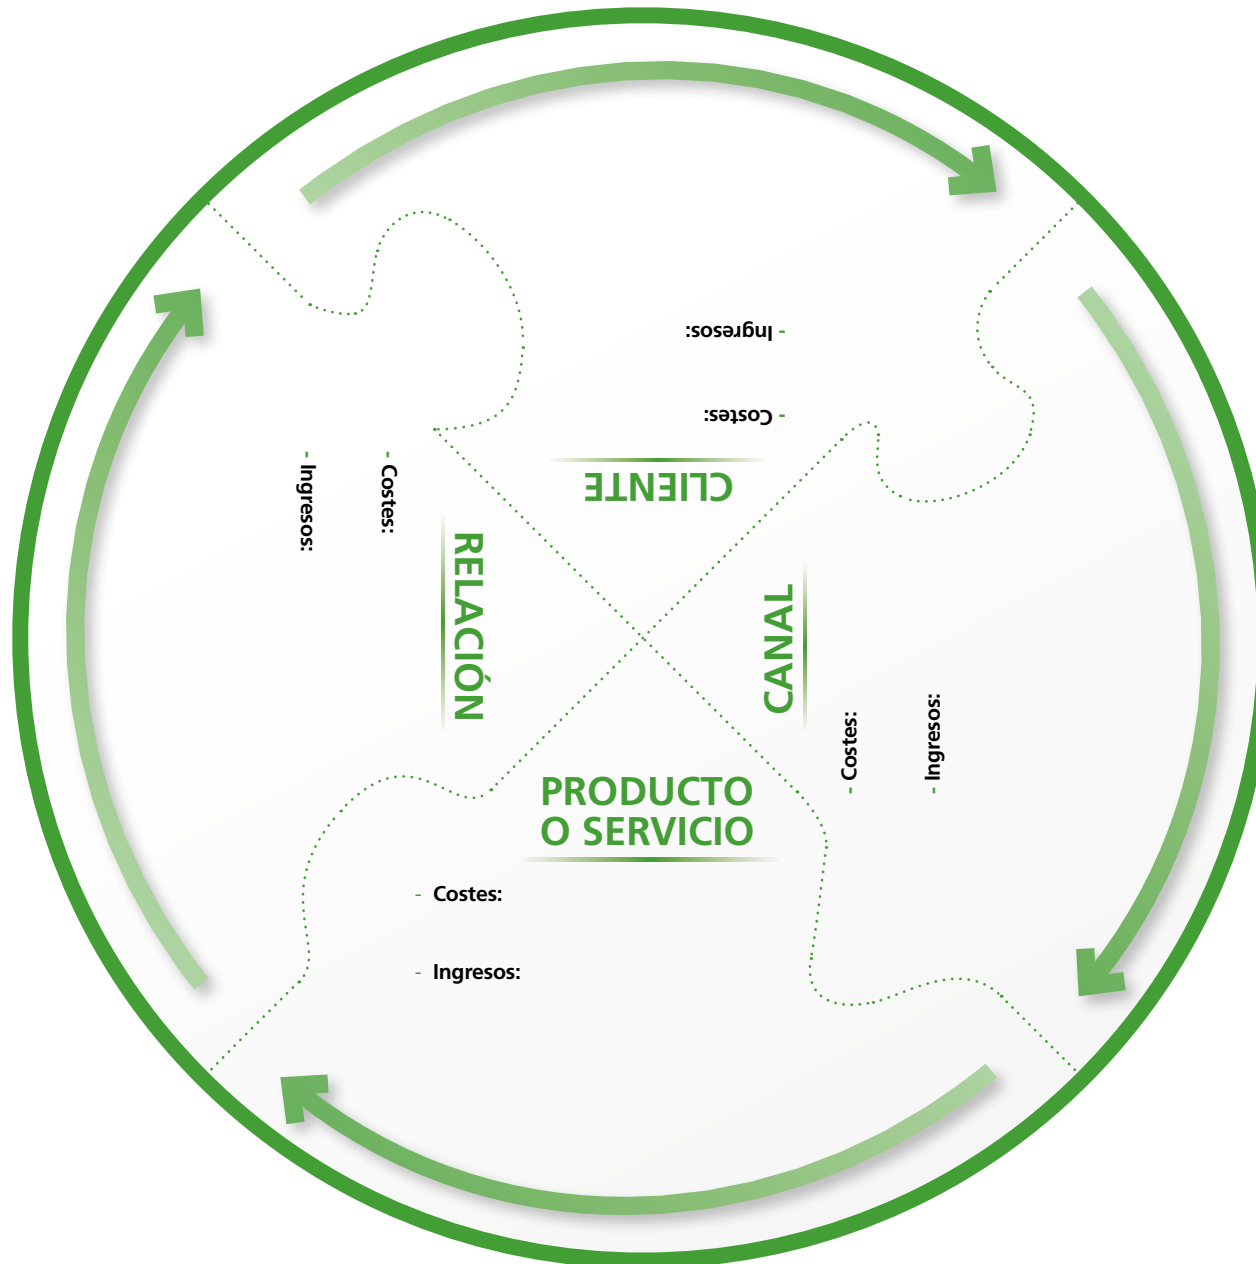 CLIENTE
- Costes:
- Ingresos:
CANAL
- Costes:
- Ingresos:
PRODUCTO
O SERVICIO
- Costes:
- Ingresos:
RELACIÓN
- Costes:
- Ingresos: